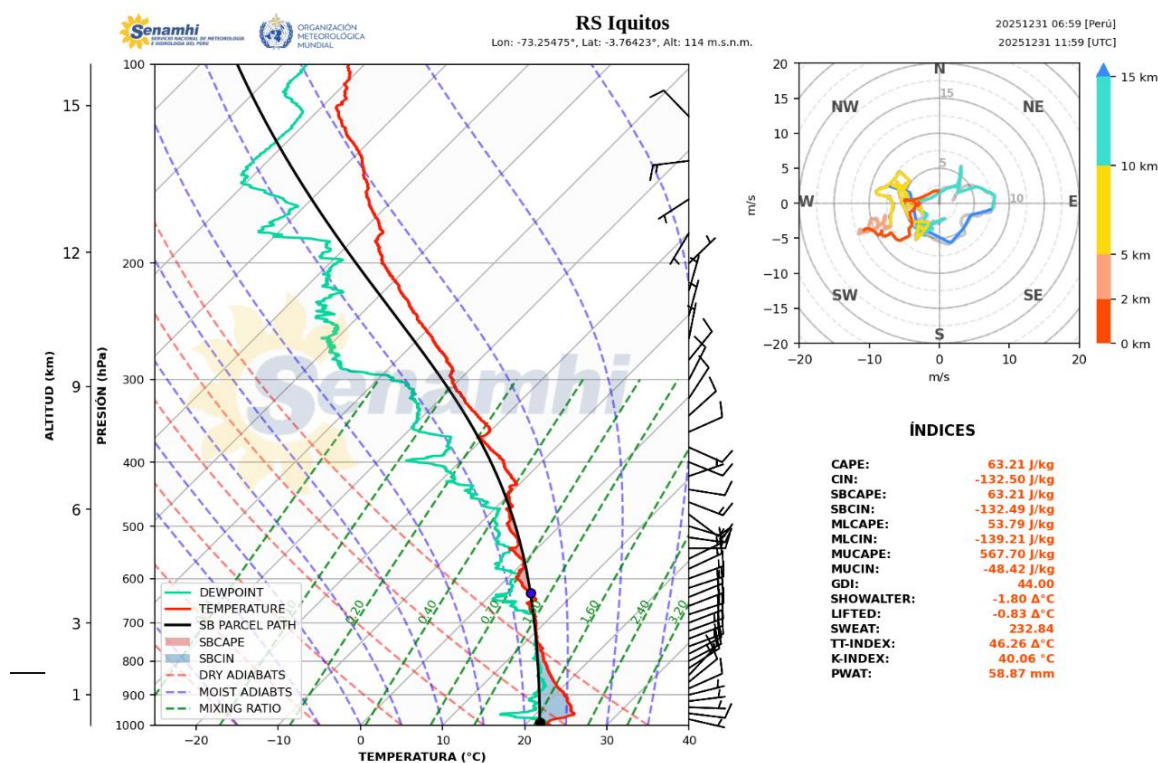 Senamhi
SERVICIO NACIONAL DE METEOROLOGÍA
E HIDROLOGÍA DEL PERÚ
ORGANIZACIÓN
METEOROLÓGICA
MUNDIAL
RS Iquitos
Lon: -73.25475°, Lat: -3.76423°, Alt: 114 m.s.n.m.
20251231 06:59 [Perú]
20251231 11:59 [UTC]
ALTITUD (km)
15
12
9
6
3
1
PRESIÓN (hPa)
100
200
300
400
500
600
700
800
900
1000
Senamhi
0.20
0.40
0.70
1.60
2.40
3.20
DEWPOINT
TEMPERATURE
SB PARCEL PATH
SBCAPE
SBCIN
DRY ADIABATS
MOIST ADIABTS
MIXING RATIO
−20 −10 0 10 20 30 40
TEMPERATURA (°C)
20
15
10
5
0
−5
−10
−15
−20
m/s
N
NW NE
W E
SW SE
S
15
5
10
−20 −10 0 10 20
m/s
15 km
10 km
5 km
2 km
0 km
ÍNDICES
CAPE: 63.21 J/kg
CIN: -132.50 J/kg
SBCAPE: 63.21 J/kg
SBCIN: -132.49 J/kg
MLCAPE: 53.79 J/kg
MLCIN: -139.21 J/kg
MUCAPE: 567.70 J/kg
MUCIN: -48.42 J/kg
GDI: 44.00
SHOWALTER: -1.80 Δ°C
LIFTED: -0.83 Δ°C
SWEAT: 232.84
TT-INDEX: 46.26 Δ°C
K-INDEX: 40.06 °C
PWAT: 58.87 mm